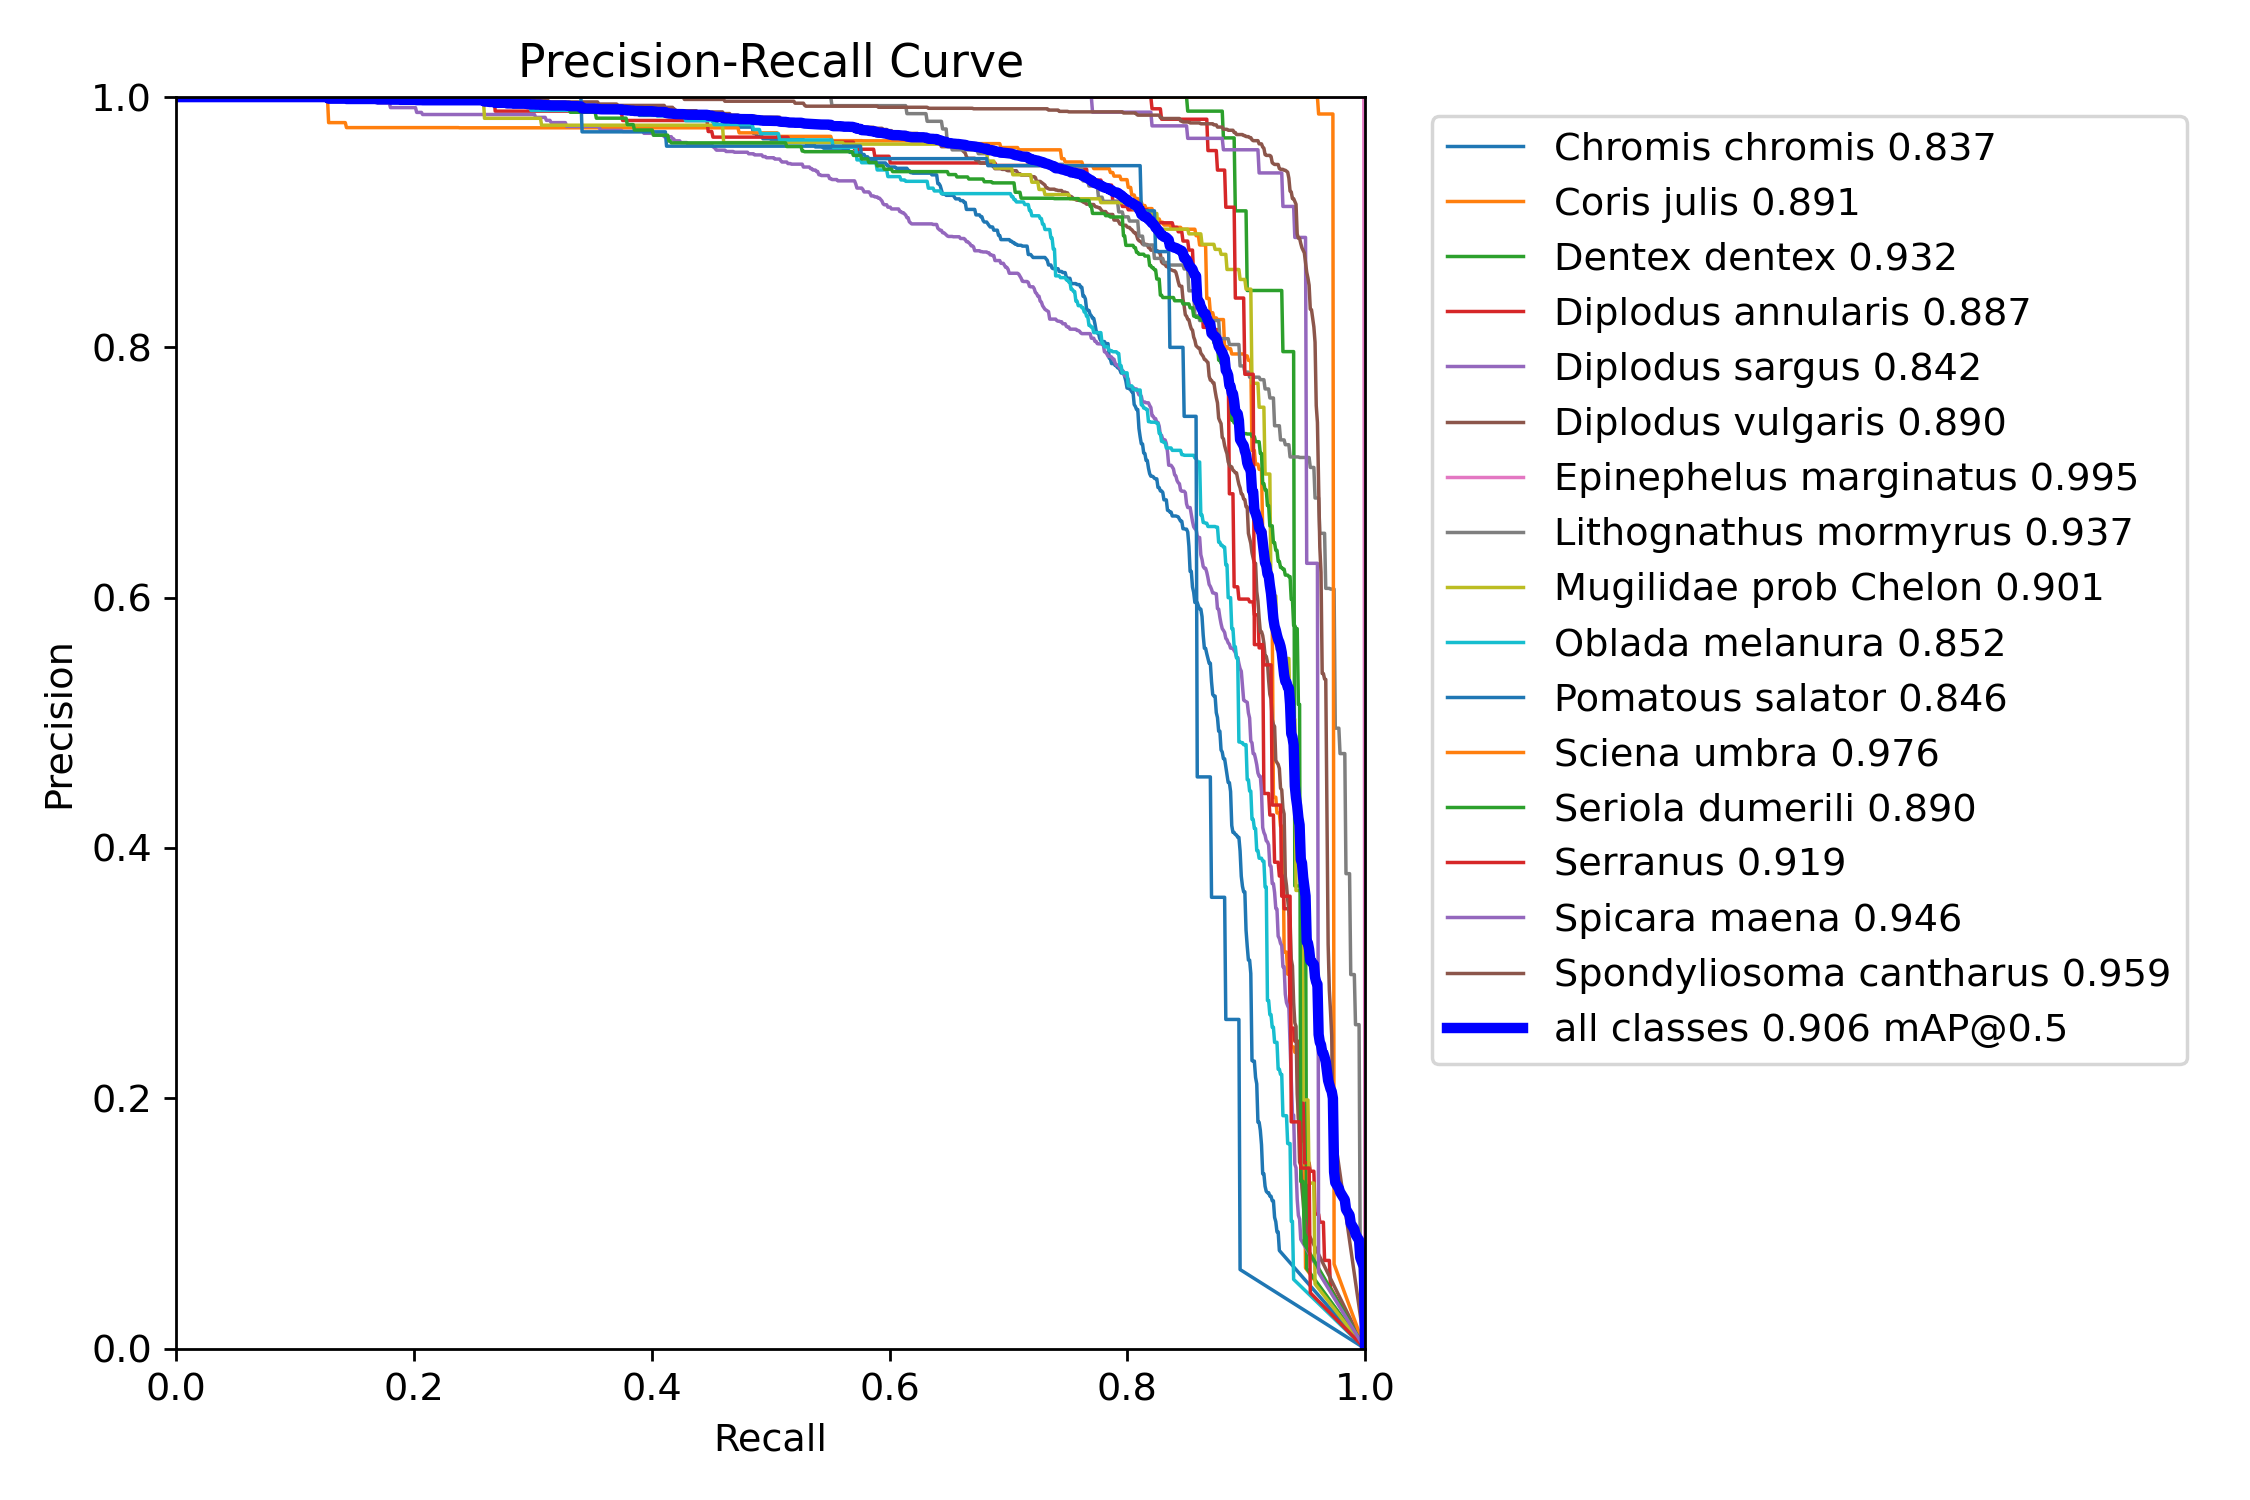 Precision-Recall Curve
1.0
0.8
0.6
0.4
0.2
0.0
Precision
0.0 0.2 0.4 0.6 0.8 1.0
Recall
Chromis chromis 0.837
Coris julis 0.891
Dentex dentex 0.932
Diplodus annularis 0.887
Diplodus sargus 0.842
Diplodus vulgaris 0.890
Epinephelus marginatus 0.995
Lithognathus mormyrus 0.937
Mugilidae prob Chelon 0.901
Oblada melanura 0.852
Pomatous salator 0.846
Sciena umbra 0.976
Seriola dumerili 0.890
Serranus 0.919
Spicara maena 0.946
Spondyliosoma cantharus 0.959
all classes 0.906 mAP@0.5